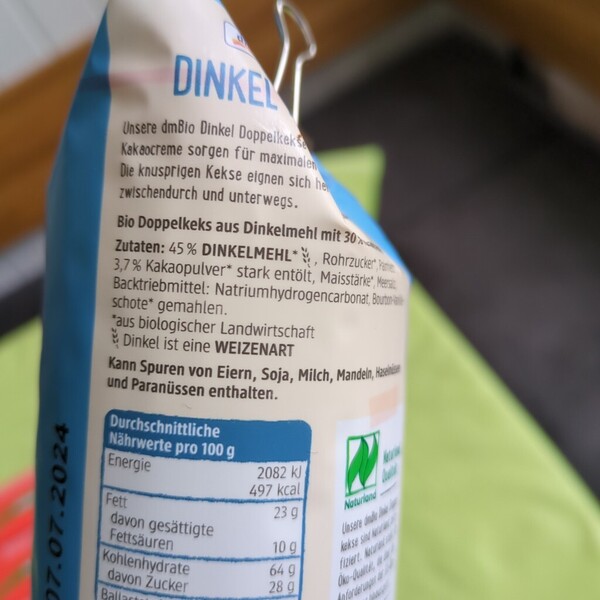 DINKEL
Unsere dmBio Dinkel Doppelkekse
Kakaocreme sorgen für maximalen
Die knusprigen Kekse eignen sich
zwischendurch und unterwegs.
Bio Doppelkeks aus Dinkelmehl mit 30
Zutaten: 45 % DINKELMEHL* , Rohrzucker*,
3,7 % Kakaopulver* stark entölt, Maisstärke*, Meersalz,
Backtriebmittel: Natriumhydrogencarbonat, Bourbon-
schote* gemahlen.
*aus biologischer Landwirtschaft
Dinkel ist eine WEIZENART
Kann Spuren von Eiern, Soja, Milch, Mandeln, Haselnüssen
und Paranüssen enthalten.
Durchschnittliche
Nährwerte pro 100 g
Energie 2082 kJ
497 kcal
Fett 23 g
davon gesättigte
Fettsäuren 10 g
Kohlenhydrate 64 g
davon Zucker 28 g
Naturland
07.07.2024